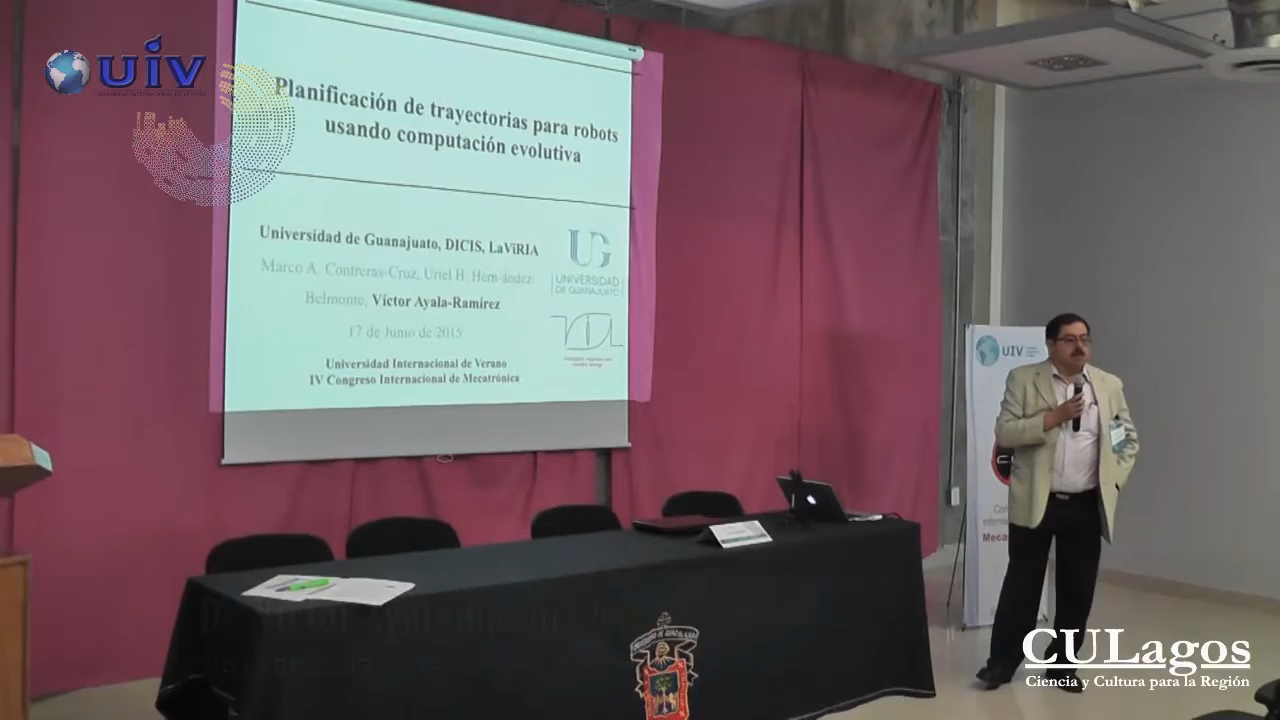 UIV
Planificación de trayectorias para robots
usando computación evolutiva
Universidad de Guanajuato, DICIS, LaViRIA
Marco A. Contreras-Cruz, Uriel H. Hern-ández
Belmonte, Víctor Ayala-Ramírez
17 de Junio de 2015
Universidad Internacional de Verano
IV Congreso Internacional de Mecatrónica
UG
UNIVERSIDAD
DE GUANAJUATO
UIV
CULagos
Ciencia y Cultura para la Región